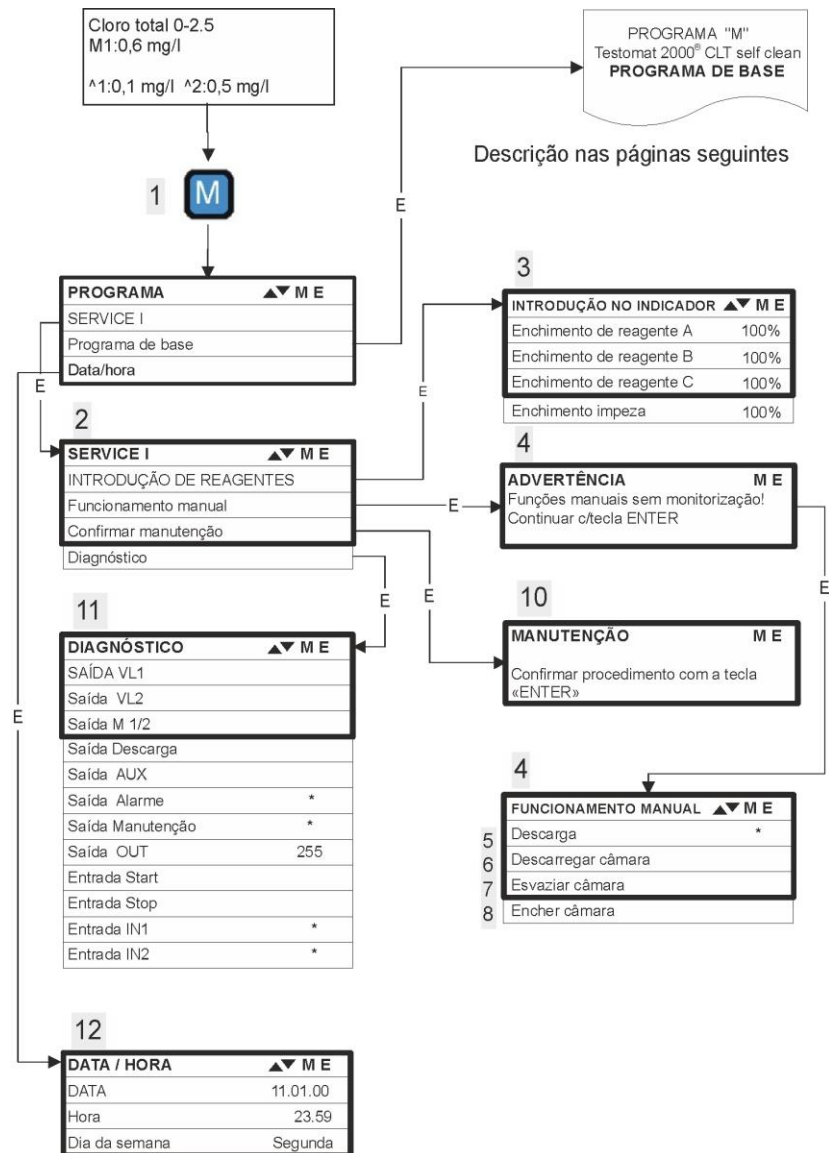 Cloro total 0-2.5
M1:0,6 mg/l
^1:0,1 mg/l ^2:0,5 mg/l
PROGRAMA "M"
Testomat 2000® CLT self clean
PROGRAMA DE BASE
Descrição nas páginas seguintes
1
M
E
PROGRAMA ▲▼ M E
SERVICE I
Programa de base
Data/hora
E
3
INTRODUÇÃO NO INDICADOR ▲▼ M E
Enchimento de reagente A 100%
Enchimento de reagente B 100%
Enchimento de reagente C 100%
Enchimento impeza 100%
E
2
SERVICE I ▲▼ M E
INTRODUÇÃO DE REAGENTES
Funcionamento manual
Confirmar manutenção
Diagnóstico
E
4
ADVERTÊNCIA M E
Funções manuais sem monitorização!
Continuar c/tecla ENTER
E
E
E
10
MANUTENÇÃO M E
Confirmar procedimento com a tecla
«ENTER»
11
DIAGNÓSTICO ▲▼ M E
SAÍDA VL1
Saída VL2
Saída M 1/2
Saída Descarga
Saída AUX
Saída Alarme *
Saída Manutenção *
Saída OUT 255
Entrada Start
Entrada Stop
Entrada IN1 *
Entrada IN2 *
E
4
FUNCIONAMENTO MANUAL ▲▼ M E
5 Descarga *
6 Descarregar câmara
7 Esvaziar câmara
8 Encher câmara
12
DATA / HORA ▲▼ M E
DATA 11.01.00
Hora 23.59
Dia da semana Segunda